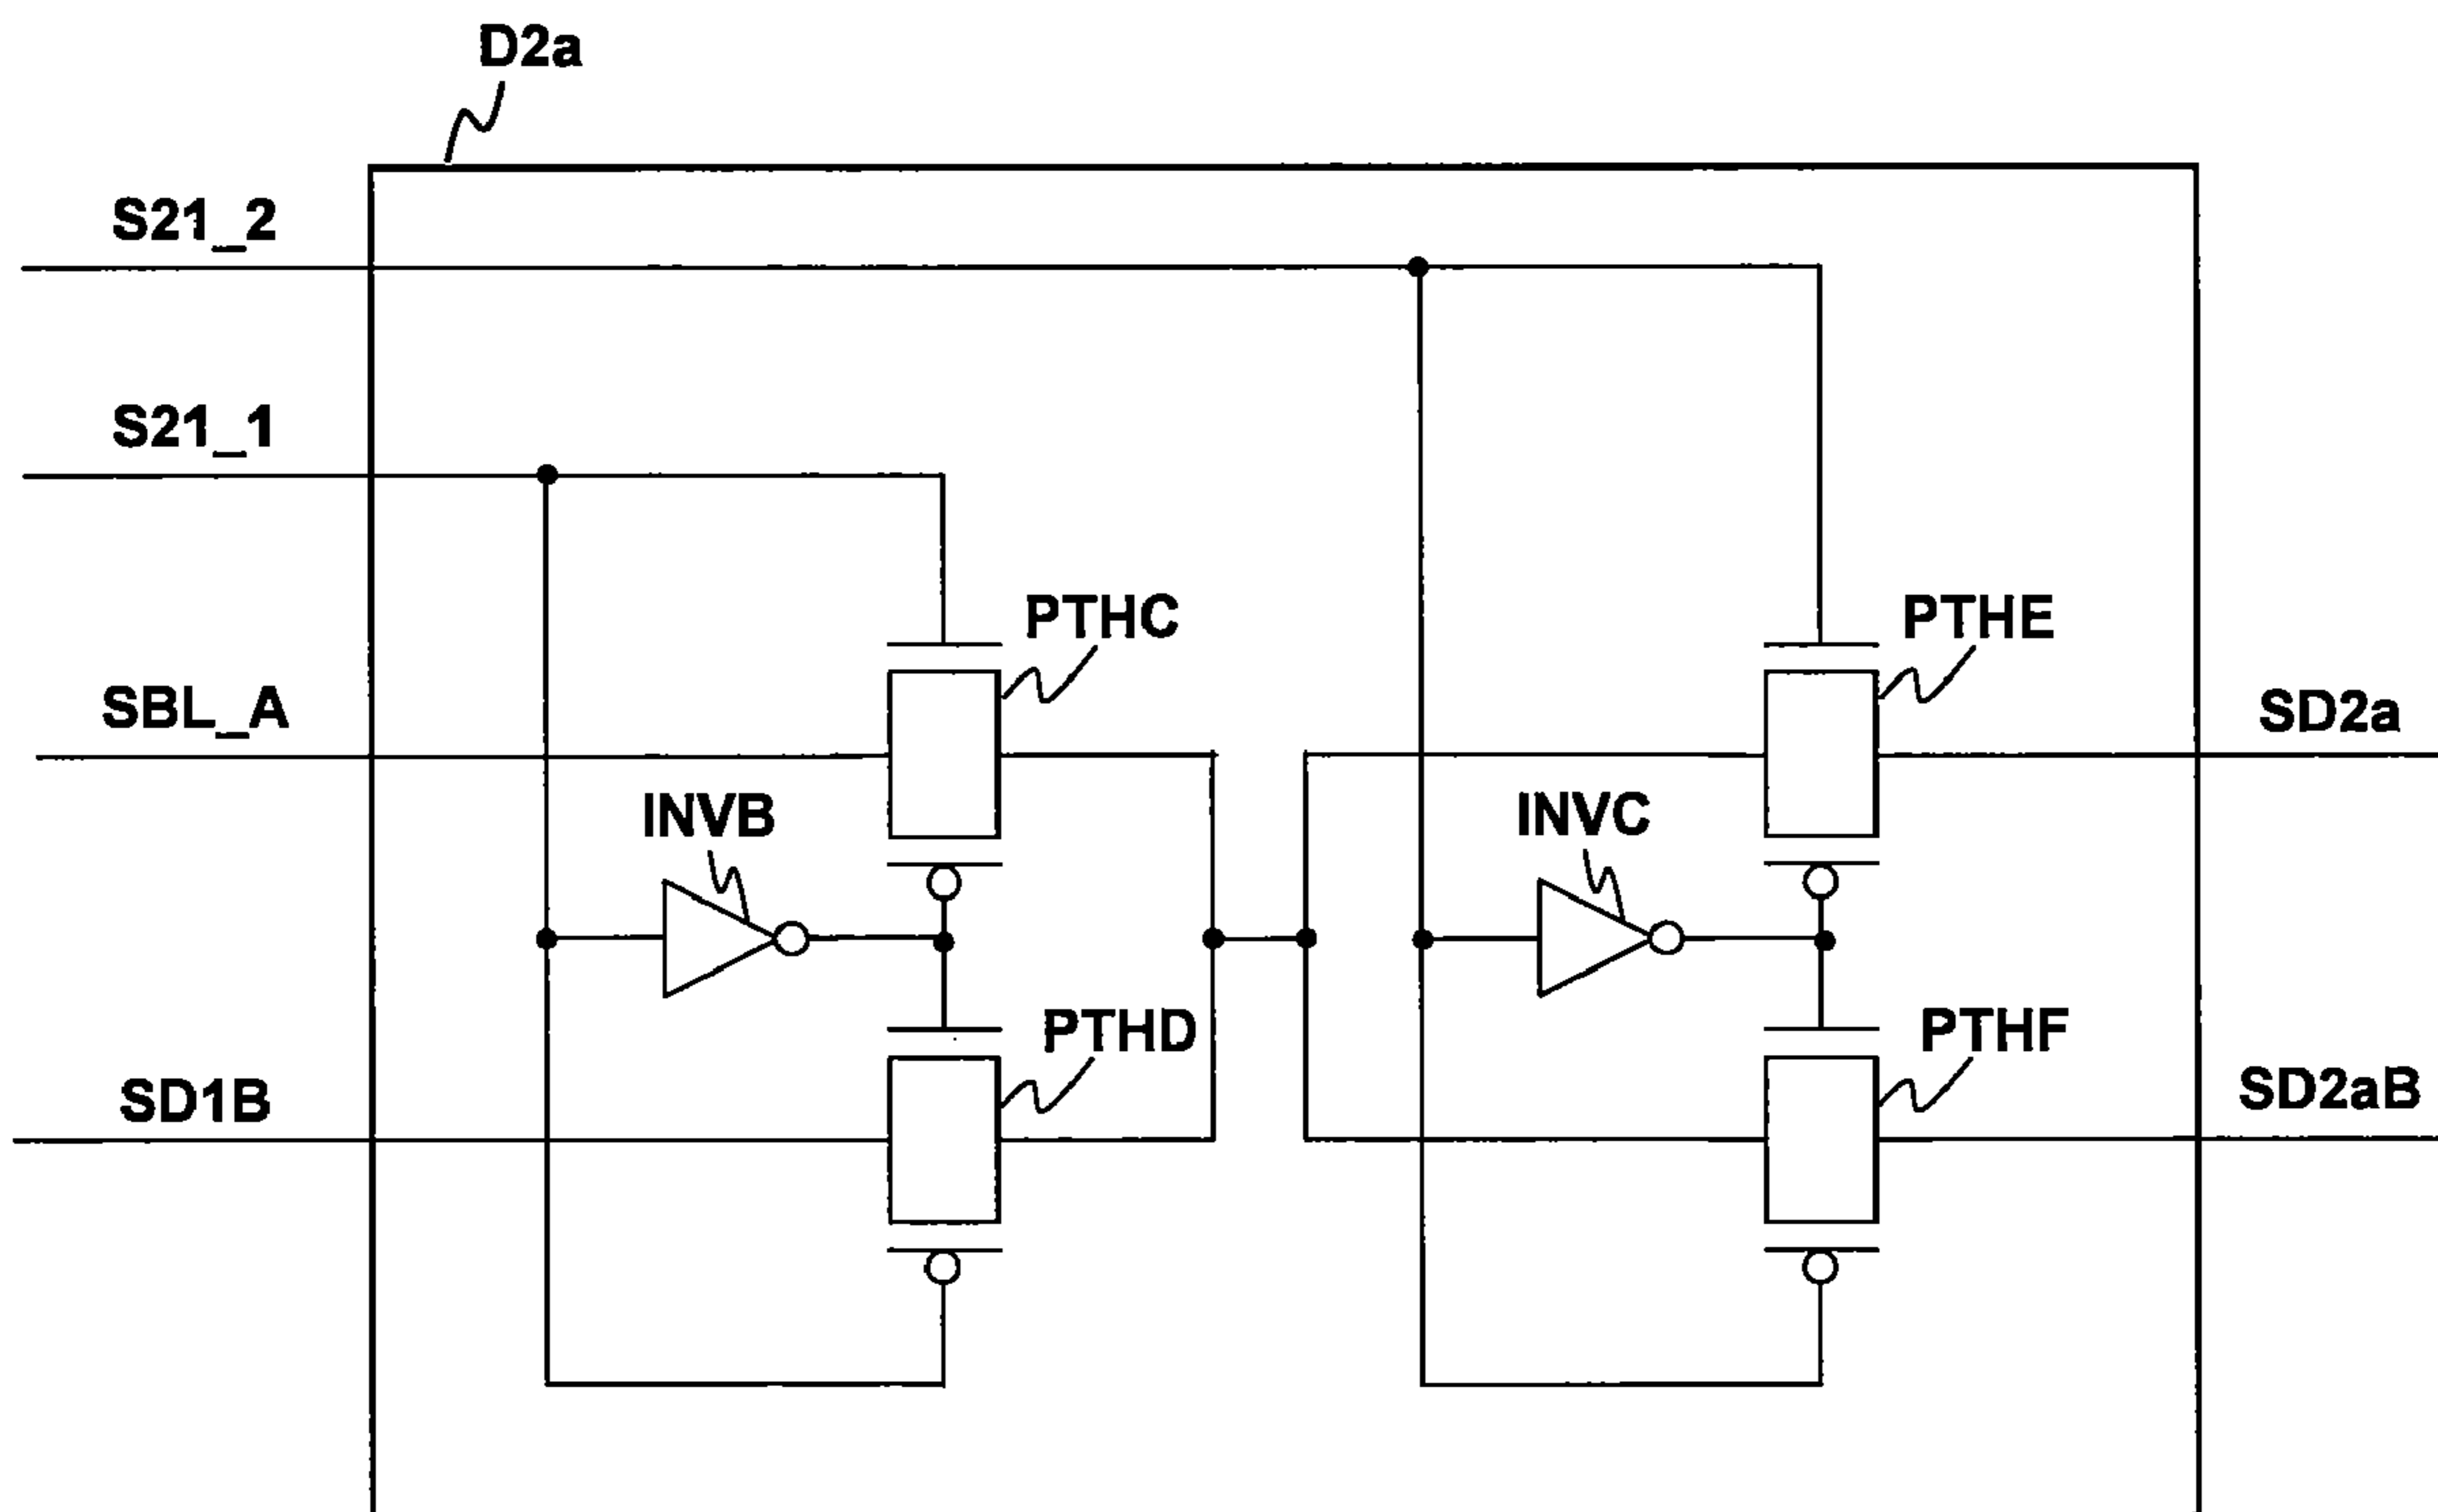 D2a
S21_2
S21_1
PTHC
PTHE
SBL_A
SD2a
INVB
INVC
PTHD
PTHF
SD1B
SD2aB